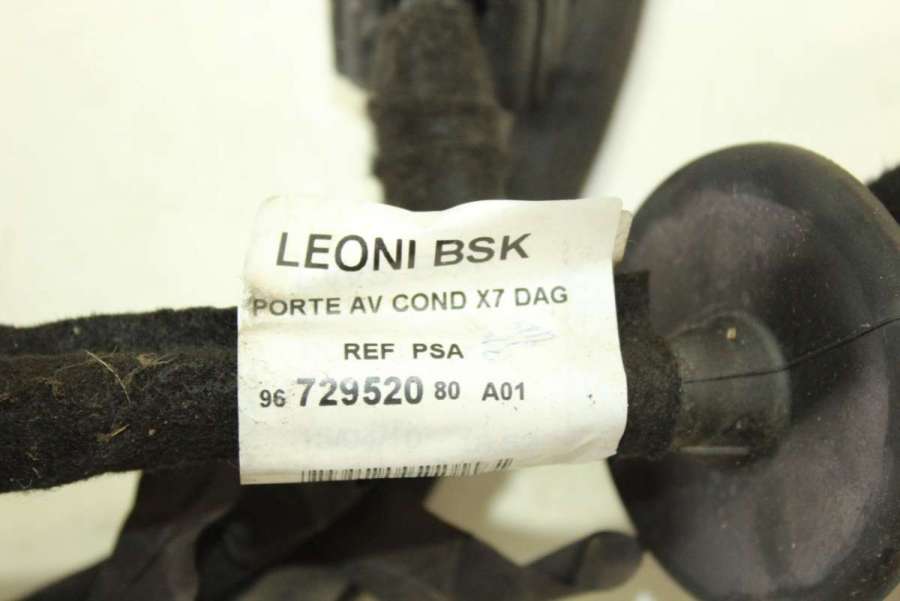 LEONI BSK
PORTE AV COND X7 DAG
REF PSA
96 729520 80 A01